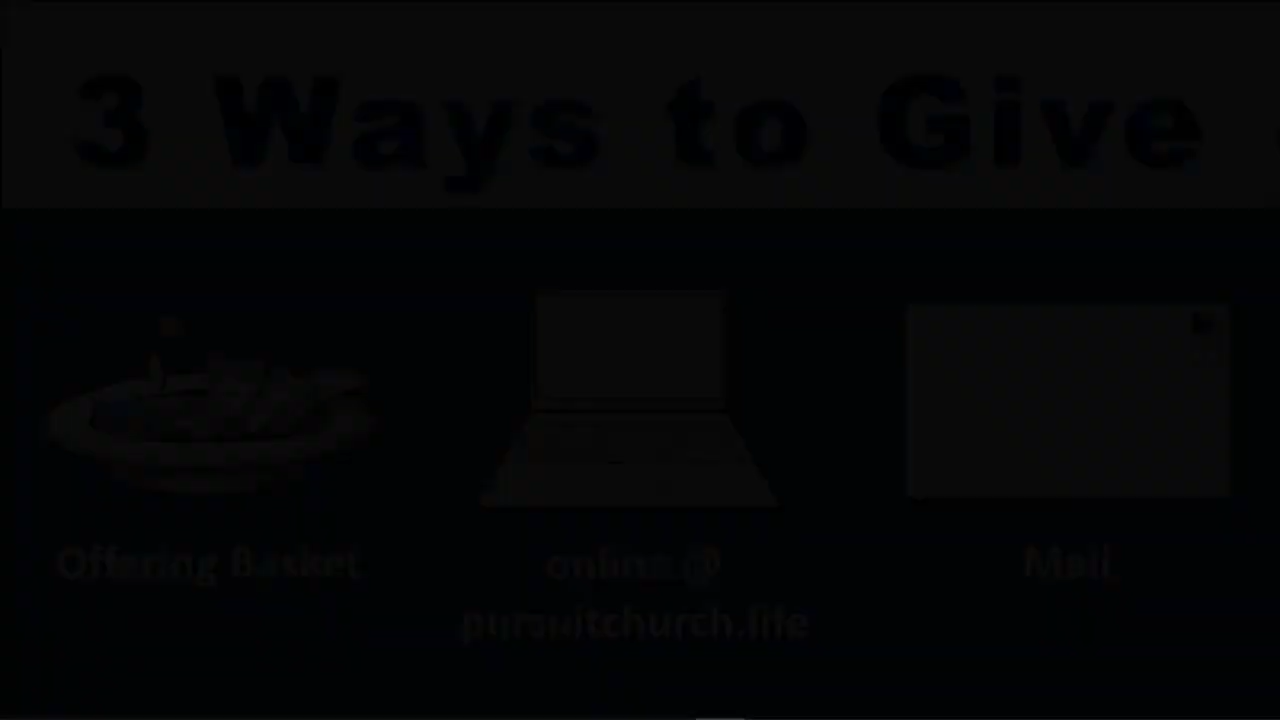 3 Ways to Give
Offering Basket
online @
pursuitchurch.life
Mail